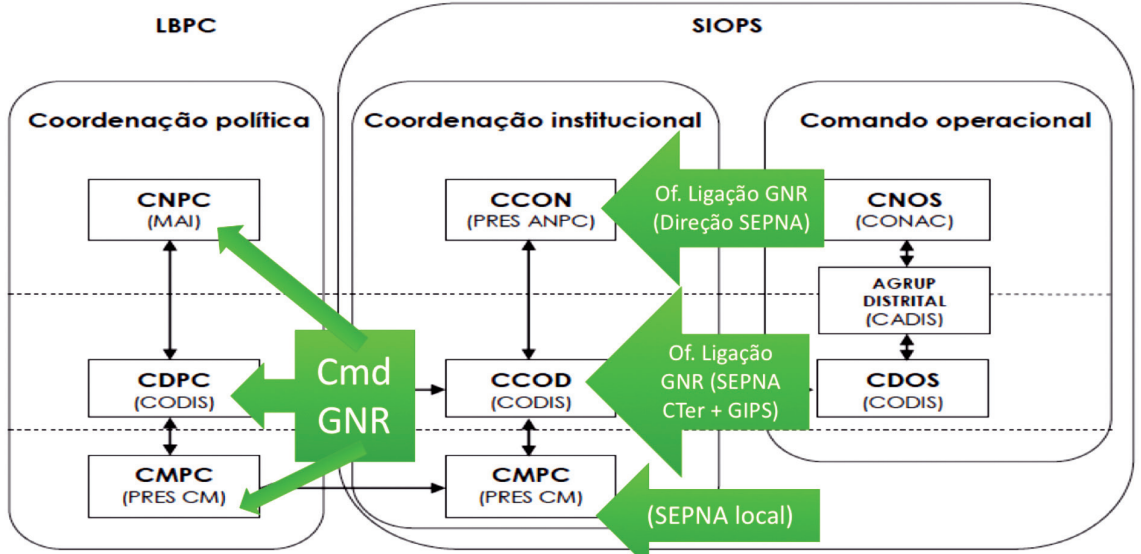 LBPC
SIOPS
Coordenação política
Coordenação institucional
Comando operacional
CNPC
(MAI)
CCON
(PRES ANPC)
Of. Ligação GNR
(Direção SEPNA)
CNOS
(CONAC)
AGRUP
DISTRITAL
(CADIS)
Cmd
GNR
CDPC
(CODIS)
CCOD
(CODIS)
Of. Ligação
GNR (SEPNA
CTer + GIPS)
CDOS
(CODIS)
CMPC
(PRES CM)
CMPC
(PRES CM)
(SEPNA local)